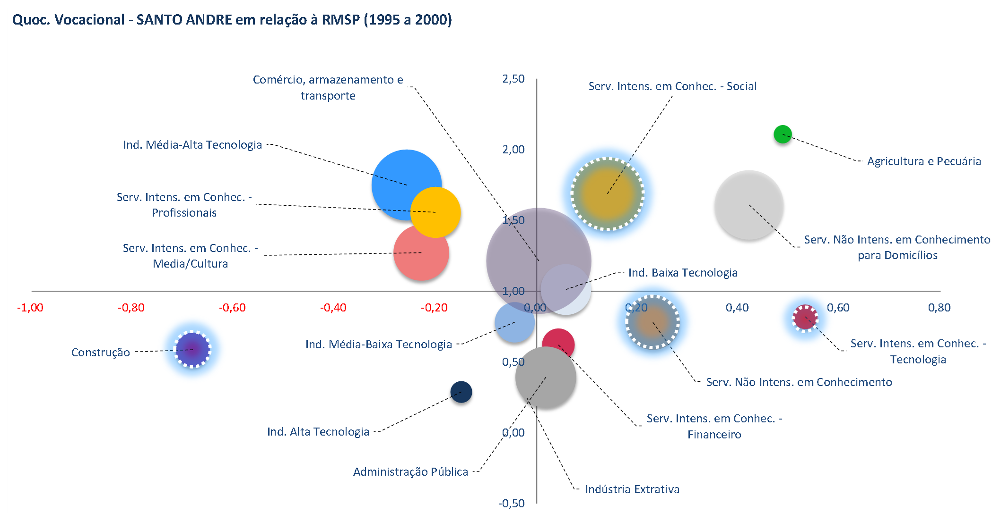 Quoc. Vocacional - SANTO ANDRE em relação à RMSP (1995 a 2000)
Comércio, armazenamento e
transporte
2,50
Serv. Intens. em Conhec. - Social
Ind. Média-Alta Tecnologia
2,00
Agricultura e Pecuária
Serv. Intens. em Conhec. -
Profissionais
1,50
Serv. Intens. em Conhec. -
Media/Cultura
Serv. Não Intens. em Conhecimento
para Domicílios
Ind. Baixa Tecnologia
1,00
-1,00
-0,80
-0,60
-0,40
-0,20
0,00
0,20
0,40
0,60
0,80
Construção
Ind. Média-Baixa Tecnologia
Serv. Intens. em Conhec. -
Tecnologia
0,50
Serv. Não Intens. em Conhecimento
Serv. Intens. em Conhec. -
Financeiro
Ind. Alta Tecnologia
0,00
Administração Pública
Indústria Extrativa
-0,50